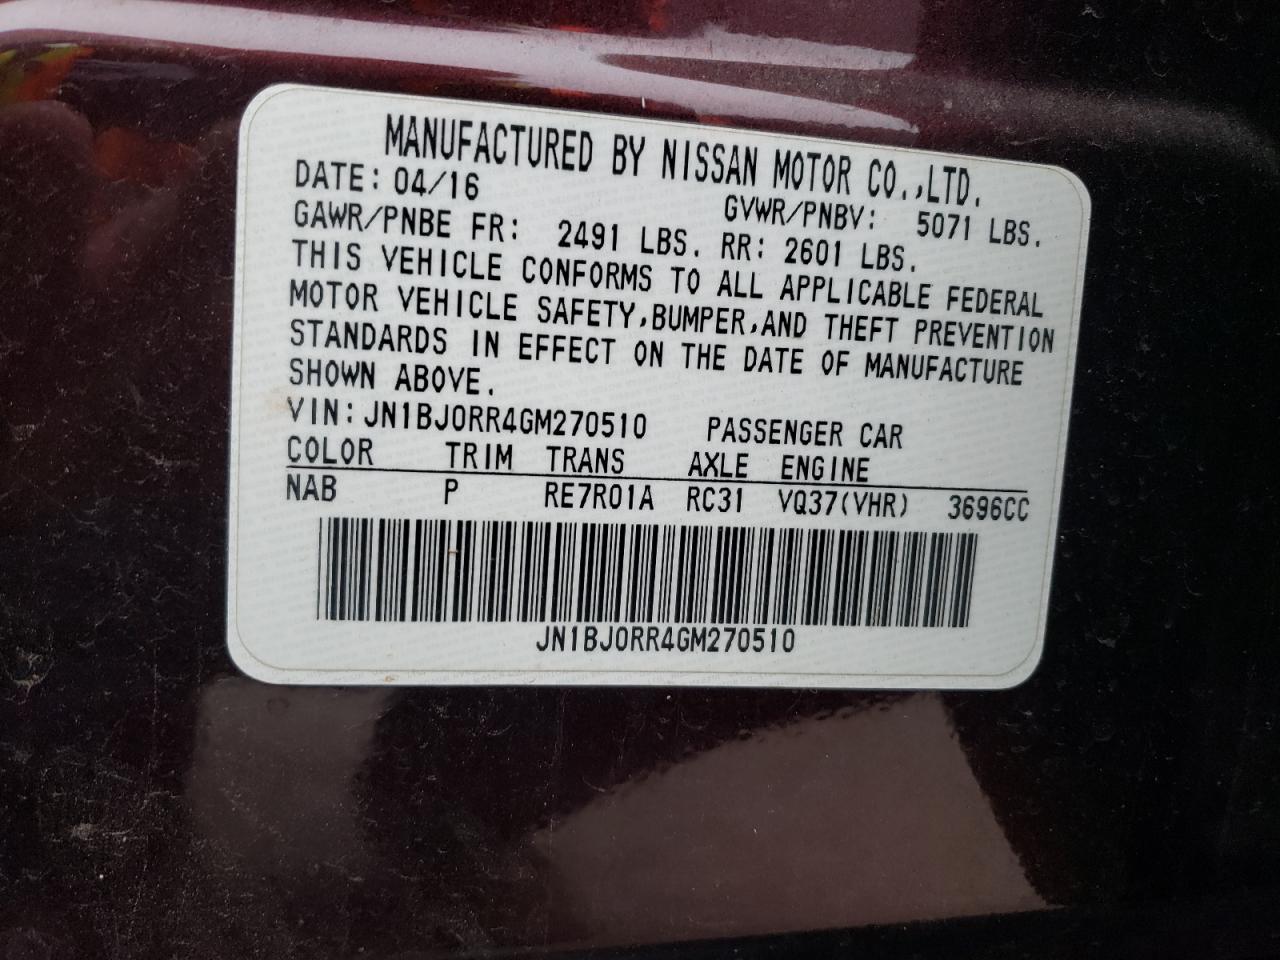 MANUFACTURED BY NISSAN MOTOR CO.,LTD.
DATE: 04/16 GVWR/PNBV: 5071 LBS.
GAWR/PNBE FR: 2491 LBS. RR: 2601 LBS.
THIS VEHICLE CONFORMS TO ALL APPLICABLE FEDERAL
MOTOR VEHICLE SAFETY,BUMPER,AND THEFT PREVENTION
STANDARDS IN EFFECT ON THE DATE OF MANUFACTURE
SHOWN ABOVE.
VIN: JN1BJ0RR4GM270510 PASSENGER CAR
COLOR TRIM TRANS AXLE ENGINE
NAB P RE7R01A RC31 VQ37(VHR) 3696CC
JN1BJ0RR4GM270510